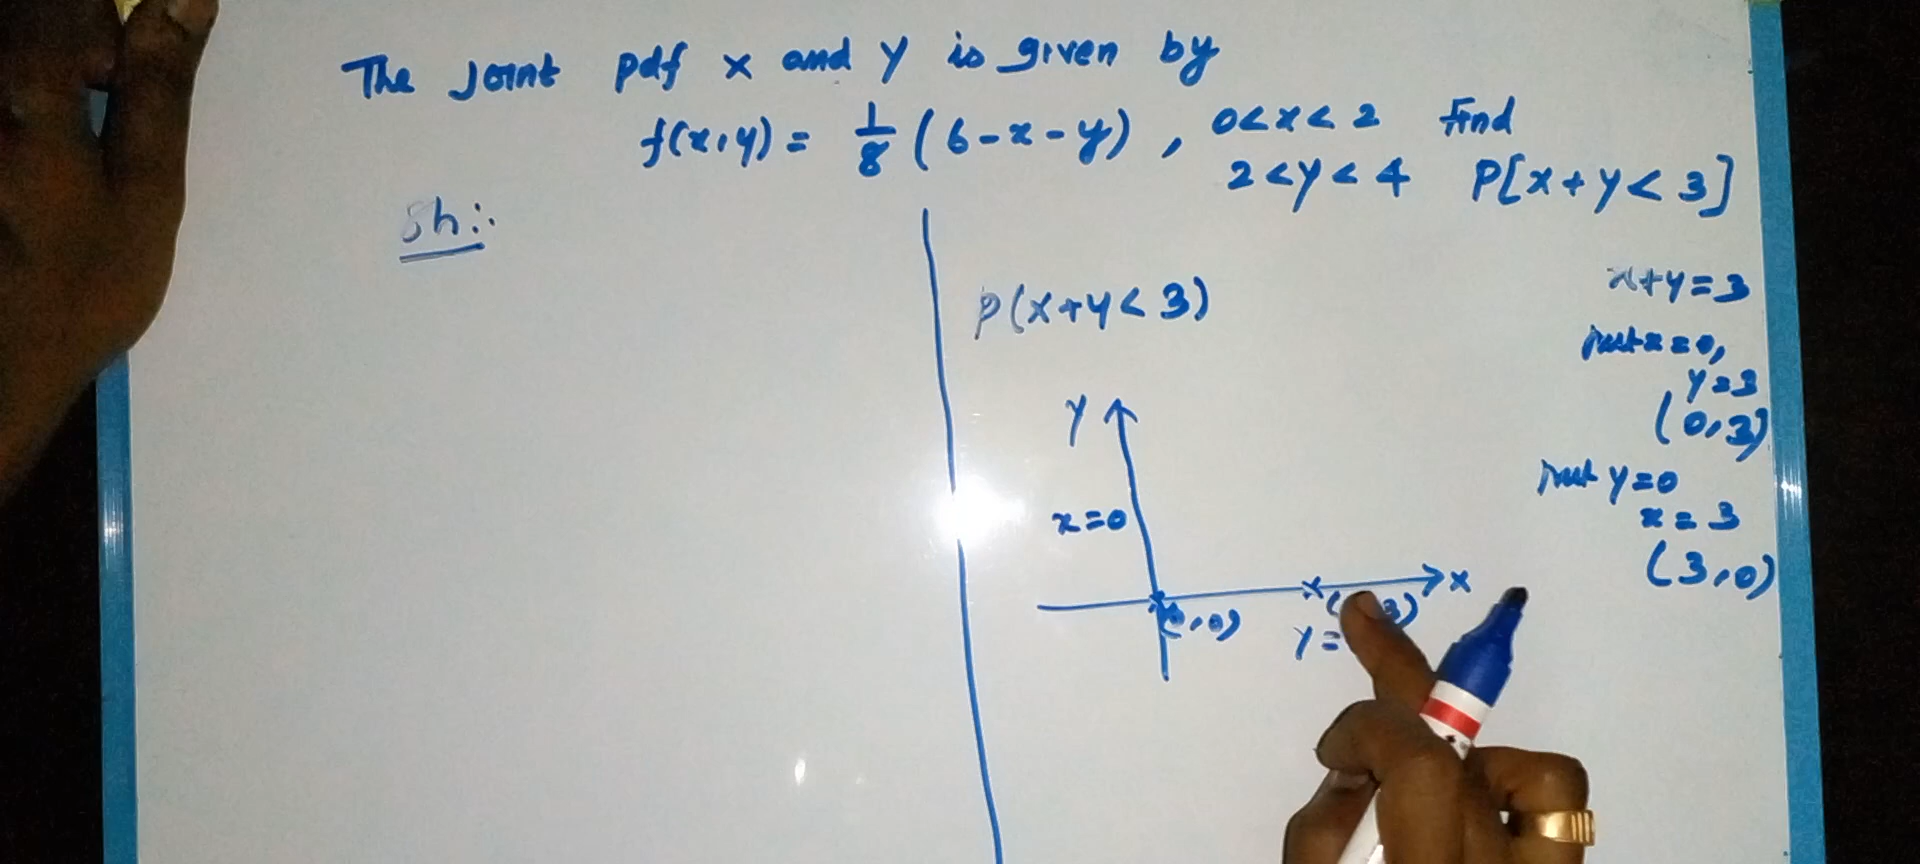 The Joint pdf x and y is given by
f(x,y) = 1/8 (6-x-y), 0<x<2 Find
2<y<4 P[x+y<3]
P(x+y<3)
x+y=3
put x=0,
y=3
(0,3)
put y=0
x=3
(3,0)
Y
x=0
X
(0,0)
3)
y=